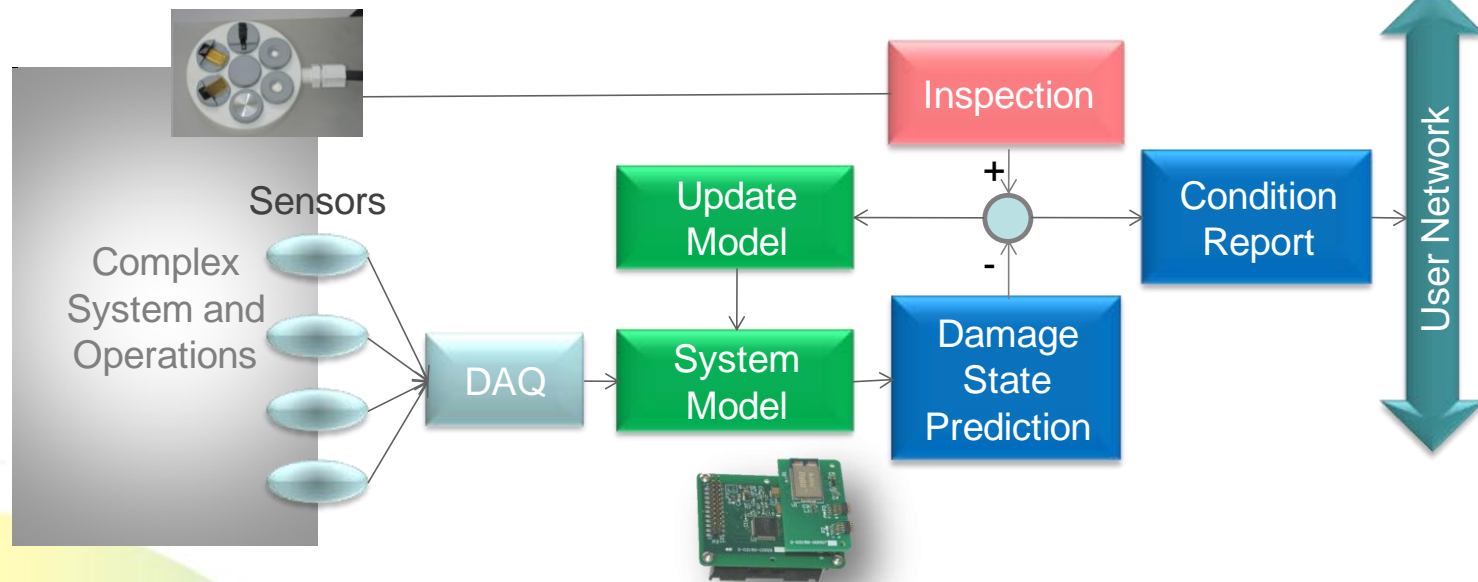 Inspection
+
Update
Model
Condition
Report
User Network
Sensors
Complex
System and
Operations
-
DAQ
System
Model
Damage
State
Prediction